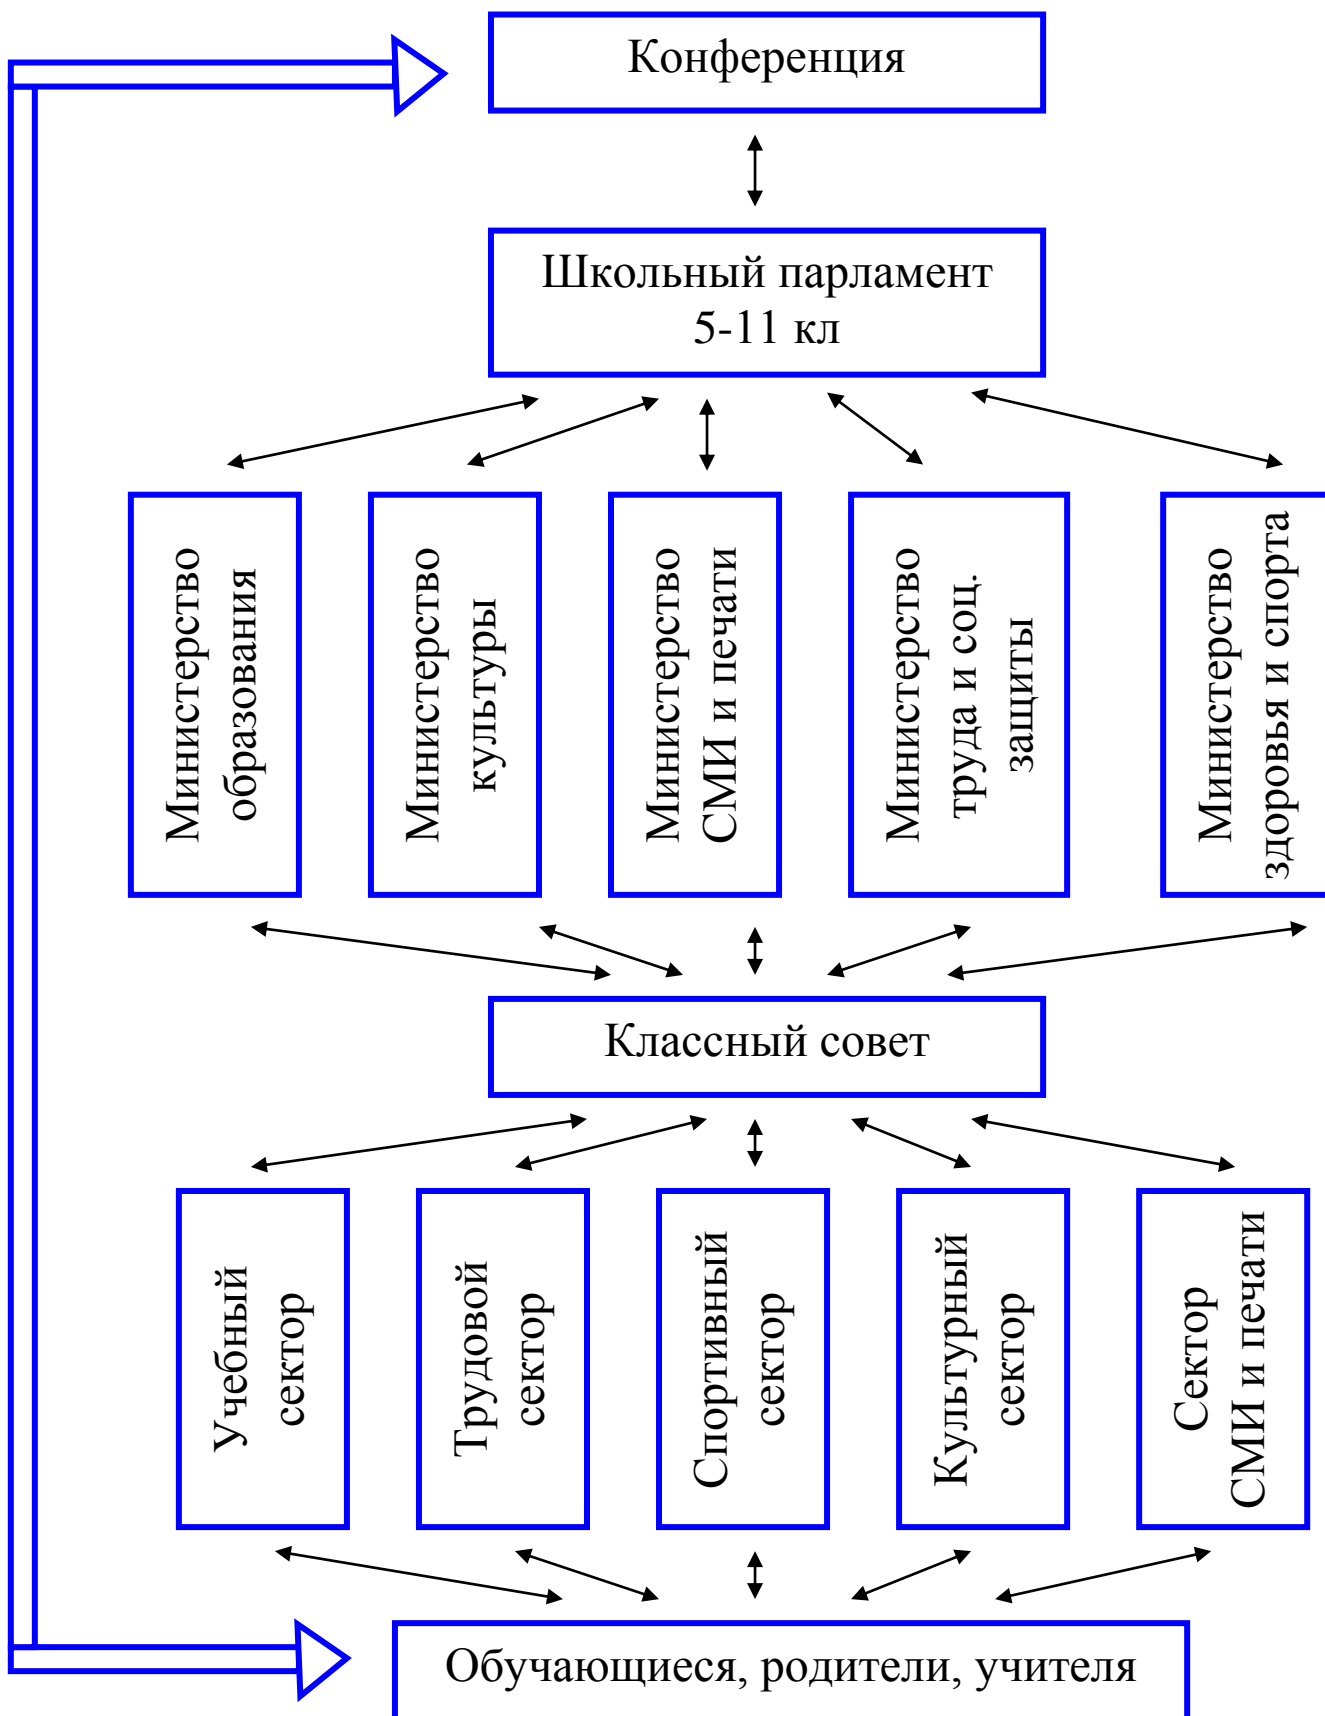 Конференция
Школьный парламент
5-11 кл
Министерство
образования
Министерство
культуры
Министерство
СМИ и печати
Министерство
труда и соц.
защиты
Министерство
здоровья и спорта
Классный совет
Учебный
сектор
Трудовой
сектор
Спортивный
сектор
Культурный
сектор
Сектор
СМИ и печати
Обучающиеся, родители, учителя